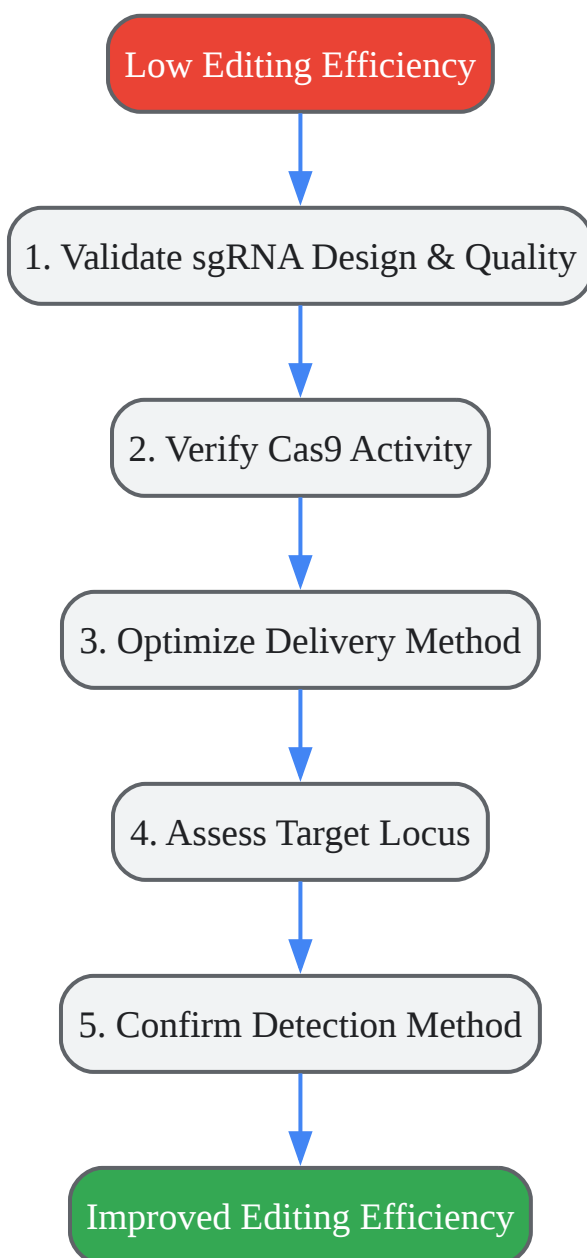 Low Editing Efficiency
1. Validate sgRNA Design & Quality
2. Verify Cas9 Activity
3. Optimize Delivery Method
4. Assess Target Locus
5. Confirm Detection Method
Improved Editing Efficiency